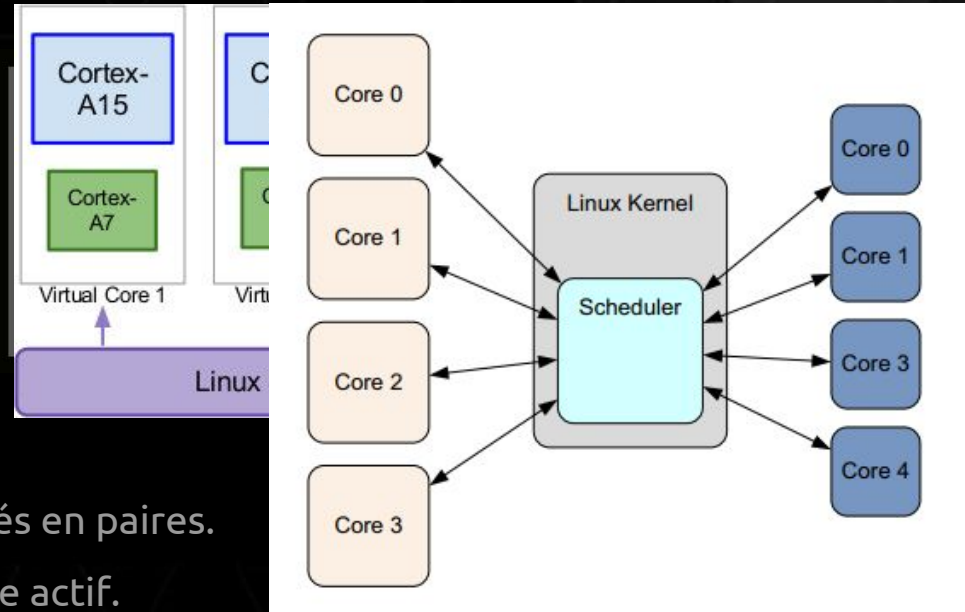 Cortex-
A15
C
Cortex-
A7
C
Virtual Core 1
Virtu
Linux
és en paires.
e actif.
Core 0
Core 1
Core 2
Core 3
Linux Kernel
Scheduler
Core 0
Core 1
Core 3
Core 4